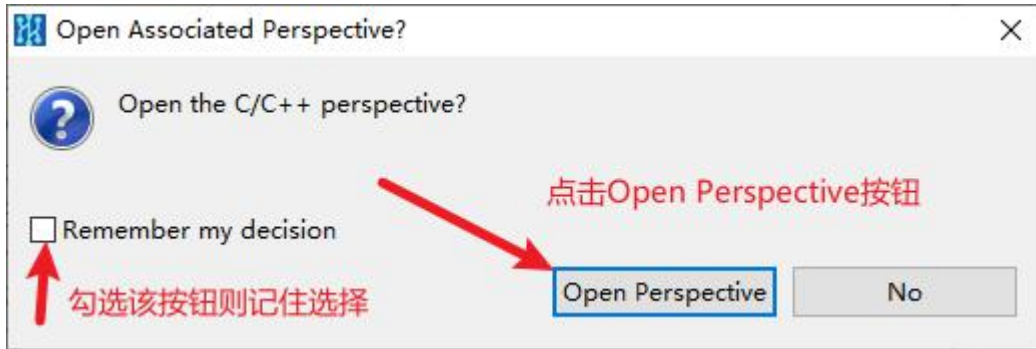 Open Associated Perspective?
Open the C/C++ perspective?
点击Open Perspective按钮
Remember my decision
勾选该按钮则记住选择
Open Perspective
No